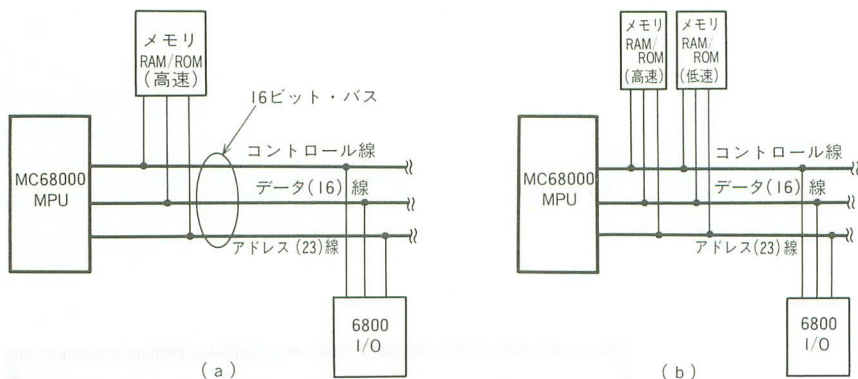 メモリ
RAM/ROM
(高速)
16ビット・バス
MC68000
MPU
コントロール線
データ(16)線
アドレス(23)線
6800
I/O
(a)
メモリ
RAM/
ROM
(高速)
メモリ
RAM/
ROM
(低速)
MC68000
MPU
コントロール線
データ(16)線
アドレス(23)線
6800
I/O
(b)